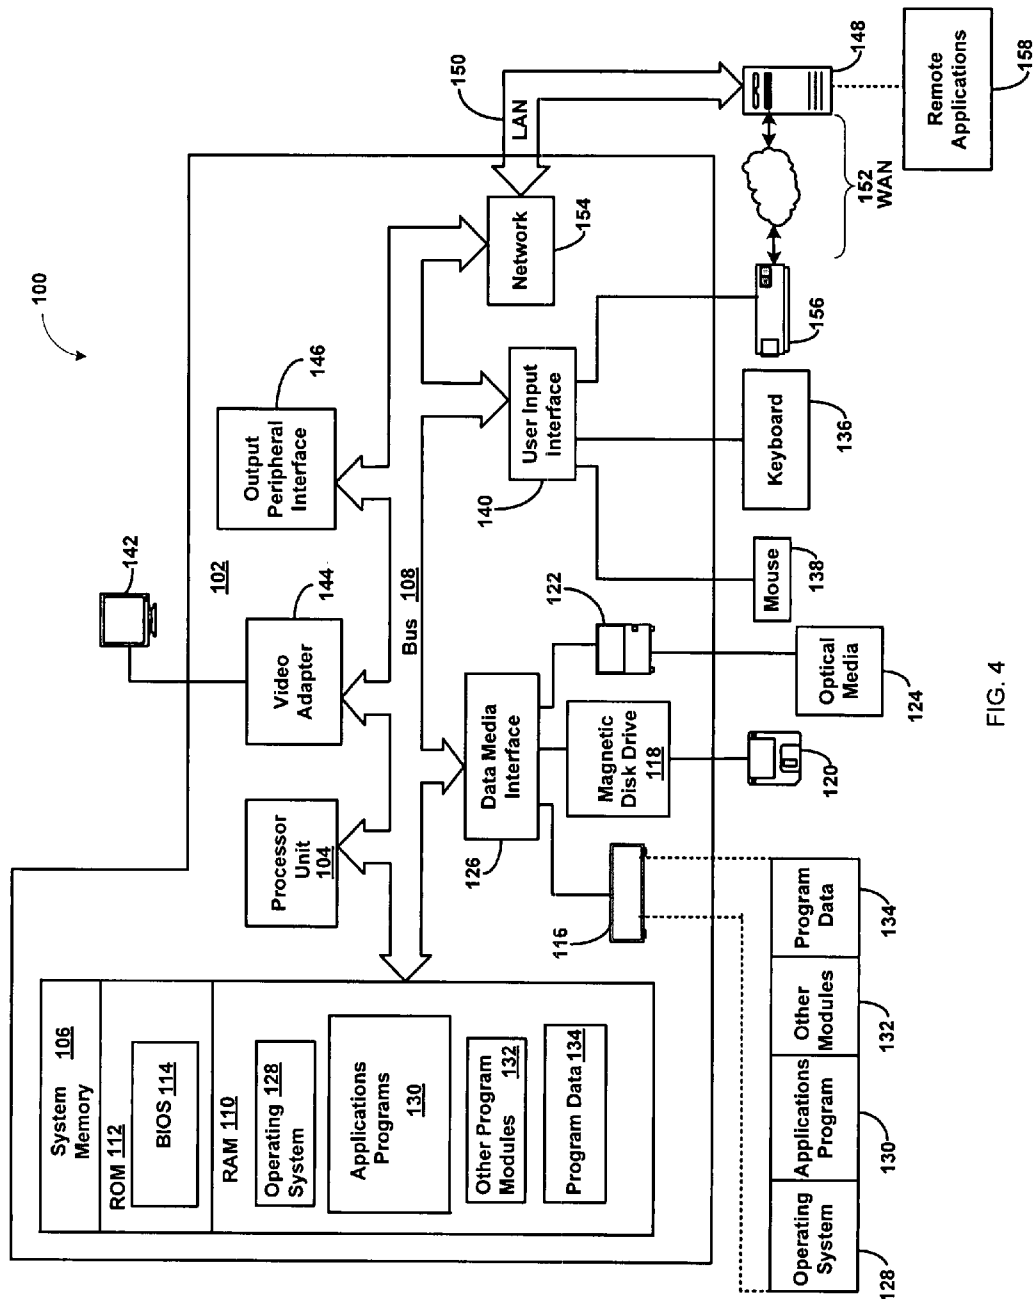 100
142
102
System
Memory
106
ROM 112
BIOS 114
RAM 110
Operating 128
System
Applications
Programs
130
Other Program
Modules 132
Program Data 134
Processor
Unit 104
Video
Adapter
144
Output
Peripheral
Interface
146
Bus 108
Data Media
Interface
126
User Input
Interface
140
Network
154
LAN
150
116
Magnetic
Disk Drive
118
122
Operating
System
128
Applications
Program
130
Other
Modules
132
Program
Data
134
120
Optical
Media
124
Mouse
138
Keyboard
136
156
152
WAN
148
Remote
Applications
158
FIG. 4